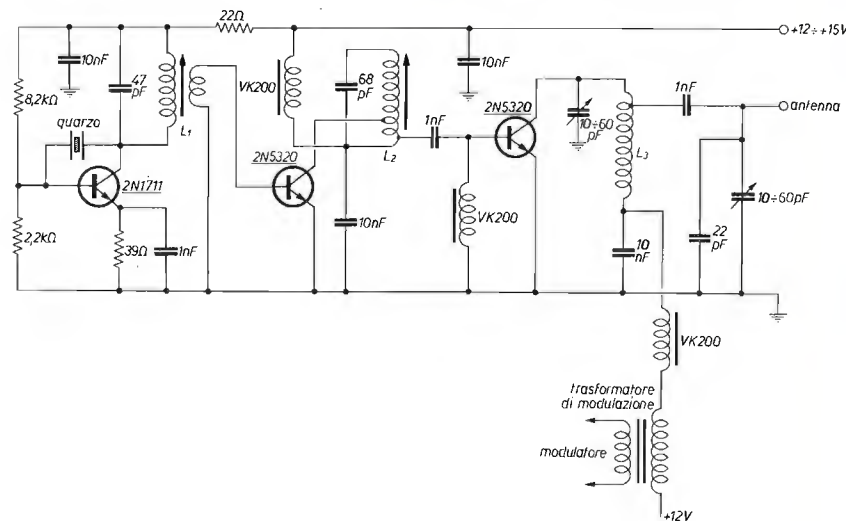 22Ω
+12÷+15V
10nF
47
pF
L1
VK200
68
pF
10nF
8,2kΩ
quarzo
2N1711
2N5320
L2
1nF
2N5320
10÷60
pF
1nF
antenna
L3
2,2kΩ
39Ω
1nF
10nF
VK200
10
nF
22
pF
10÷60pF
VK200
trasformatore
di modulazione
modulatore
+12V